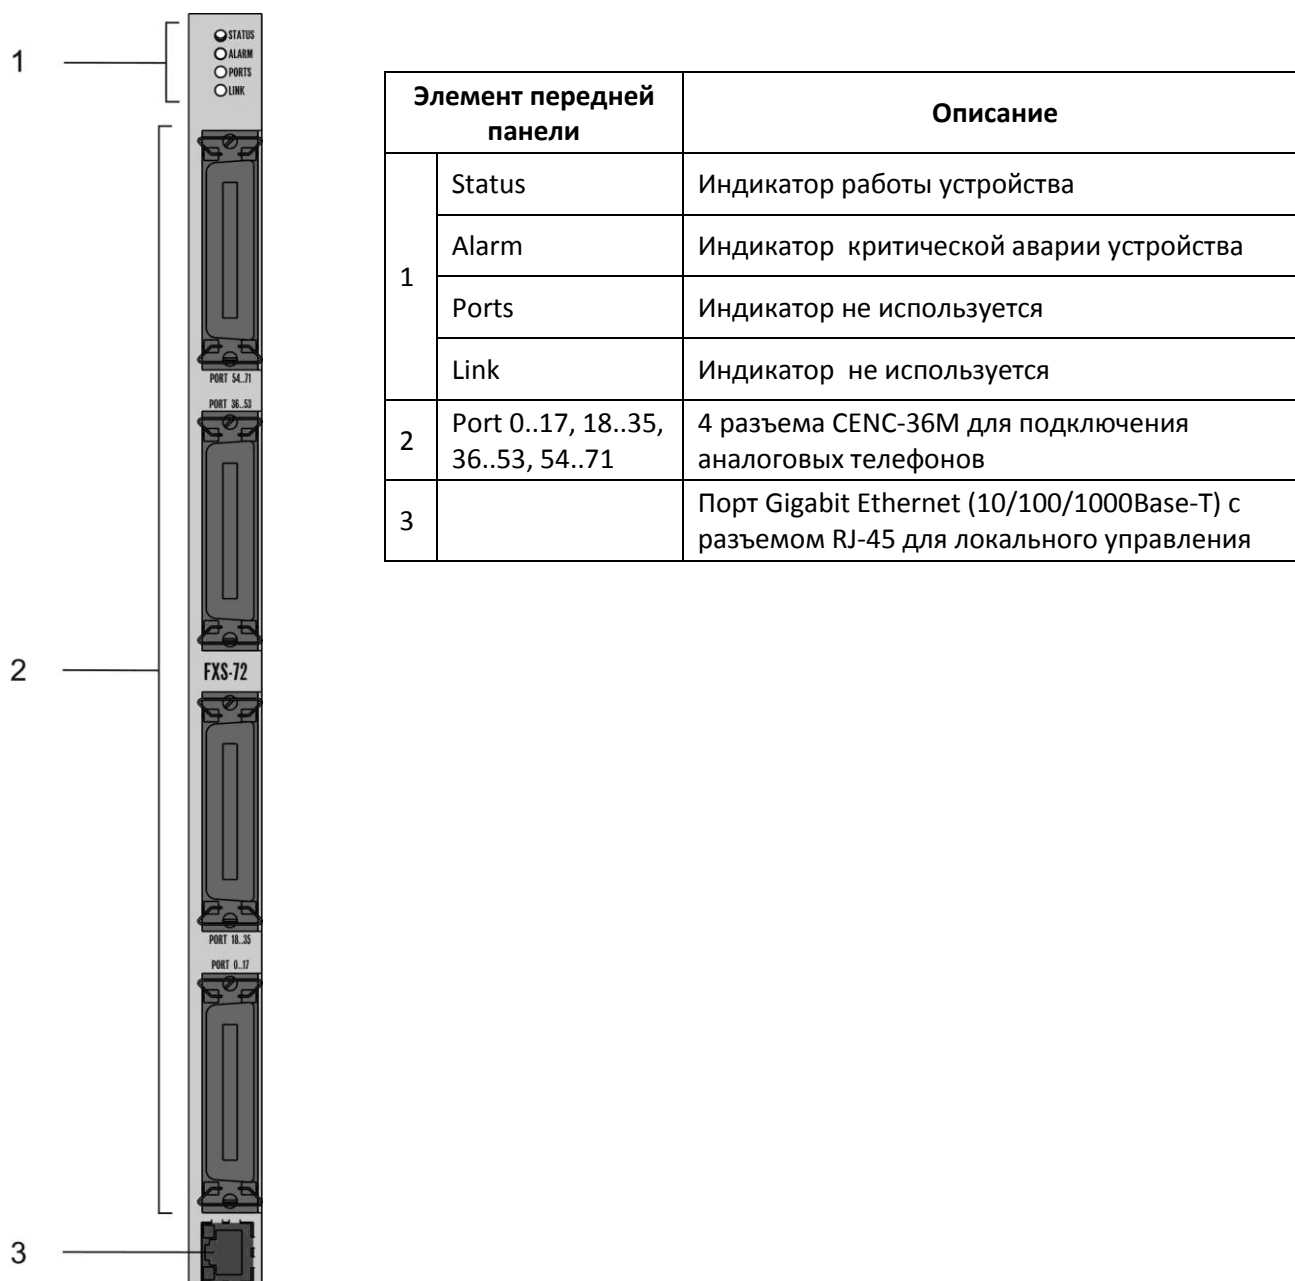 1
STATUS
ALARM
PORTS
LINK
PORT 54..71
PORT 36..53
2
FXS-72
PORT 18..35
PORT 0..17
3
Элемент передней
панели
Описание
1
Status
Индикатор работы устройства
Alarm
Индикатор критической аварии устройства
Ports
Индикатор не используется
Link
Индикатор не используется
2
Port 0..17, 18..35,
36..53, 54..71
4 разъема CENC-36M для подключения
аналоговых телефонов
3
Порт Gigabit Ethernet (10/100/1000Base-T) с
разъемом RJ-45 для локального управления